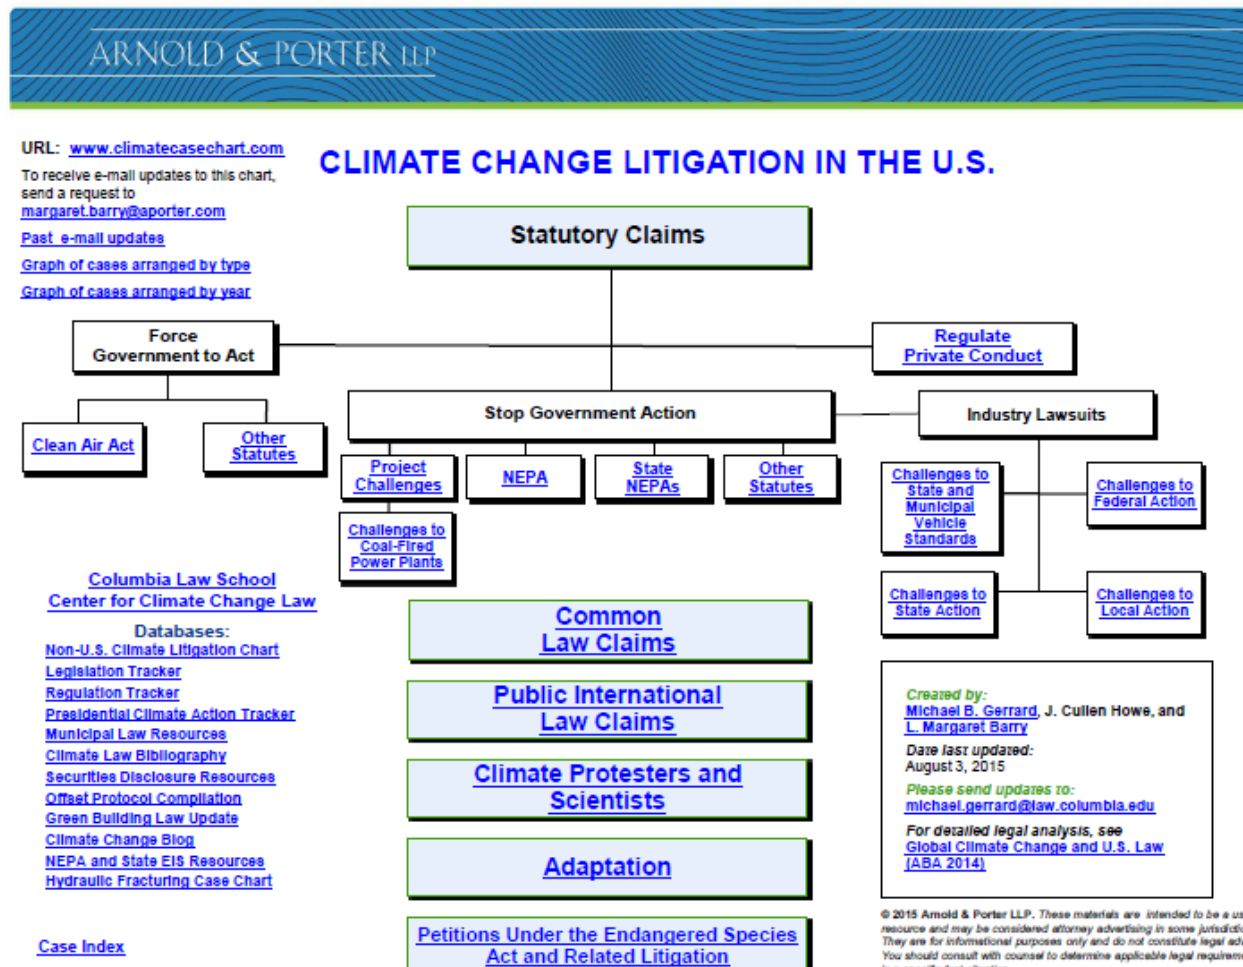 ARNOLD & PORTER LLP
URL: www.climatecasechart.com
CLIMATE CHANGE LITIGATION IN THE U.S.
To receive e-mail updates to this chart,
send a request to
margaret.barry@aporter.com
Past e-mail updates
Graph of cases arranged by type
Graph of cases arranged by year
Statutory Claims
Force
Government to Act
Regulate
Private Conduct
Stop Government Action
Industry Lawsuits
Clean Air Act
Other
Statutes
Project
Challenges
NEPA
State
NEPAs
Other
Statutes
Challenges to
Coal-Fired
Power Plants
Challenges to
State and
Municipal
Vehicle
Standards
Challenges to
Federal Action
Challenges to
State Action
Challenges to
Local Action
Columbia Law School
Center for Climate Change Law
Databases:
Non-U.S. Climate Litigation Chart
Legislation Tracker
Regulation Tracker
Presidential Climate Action Tracker
Municipal Law Resources
Climate Law Bibliography
Securities Disclosure Resources
Offset Protocol Compilation
Green Building Law Update
Climate Change Blog
NEPA and State EIS Resources
Hydraulic Fracturing Case Chart
Case Index
Common
Law Claims
Public International
Law Claims
Climate Protesters and
Scientists
Adaptation
Petitions Under the Endangered Species
Act and Related Litigation
Created by:
Michael B. Gerrard, J. Cullen Howe, and
L. Margaret Barry
Date last updated:
August 3, 2015
Please send updates to:
michael.gerrard@law.columbia.edu
For detailed legal analysis, see
Global Climate Change and U.S. Law
(ABA 2014)
© 2015 Arnold & Porter LLP. These materials are intended to be a
resource and may be considered attorney advertising in some
They are for informational purposes only and do not constitute legal
You should consult with counsel to determine applicable legal